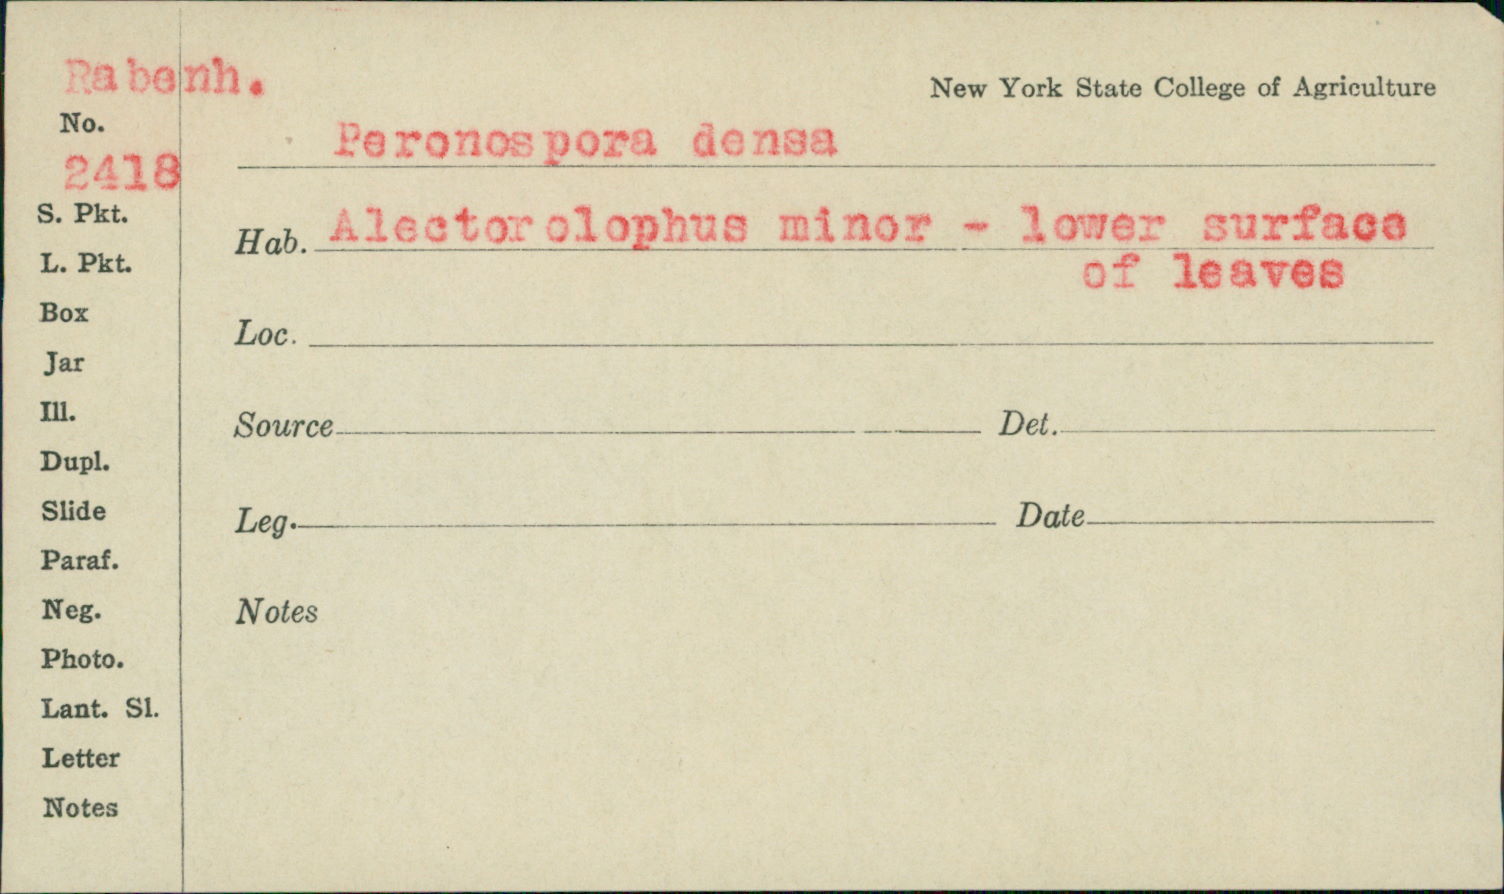 Rabenh.
New York State College of Agriculture
No.
Peronospora densa
2418
S. Pkt.
Hab. Alectorolophus minor - lower surface
of leaves
L. Pkt.
Box
Loc.
Jar
Ill.
Source Det.
Dupl.
Slide
Leg. Date
Paraf.
Neg.
Notes
Photo.
Lant. Sl.
Letter
Notes